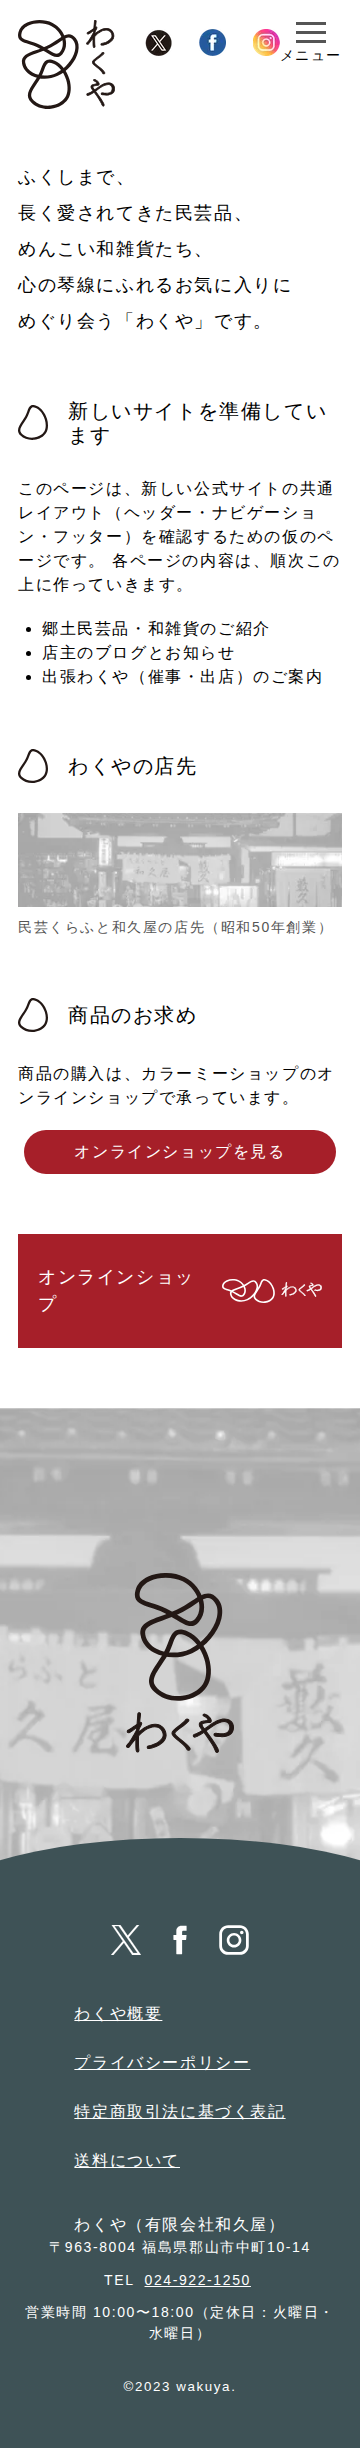 わくや
メニュー
ふくしまで、
長く愛されてきた民芸品、
めんこい和雑貨たち、
心の琴線にふれるお気に入りに
めぐり会う「わくや」です。
新しいサイトを準備してい
ます
このページは、新しい公式サイトの共通
レイアウト（ヘッダー・ナビゲーショ
ン・フッター）を確認するための仮のペ
ージです。 各ページの内容は、順次この
上に作っていきます。
• 郷土民芸品・和雑貨のご紹介
• 店主のブログとお知らせ
• 出張わくや（催事・出店）のご案内
わくやの店先
民芸くらふと和久屋の店先（昭和50年創業）
商品のお求め
商品の購入は、カラーミーショップのオ
ンラインショップで承っています。
オンラインショップを見る
オンラインショッ
プ
わくや
らふと
久屋
藪久
わくや
わくや概要
プライバシーポリシー
特定商取引法に基づく表記
送料について
わくや（有限会社和久屋）
〒963-8004 福島県郡山市中町10-14
TEL 024-922-1250
営業時間 10:00〜18:00（定休日：火曜日・
水曜日）
©2023 wakuya.